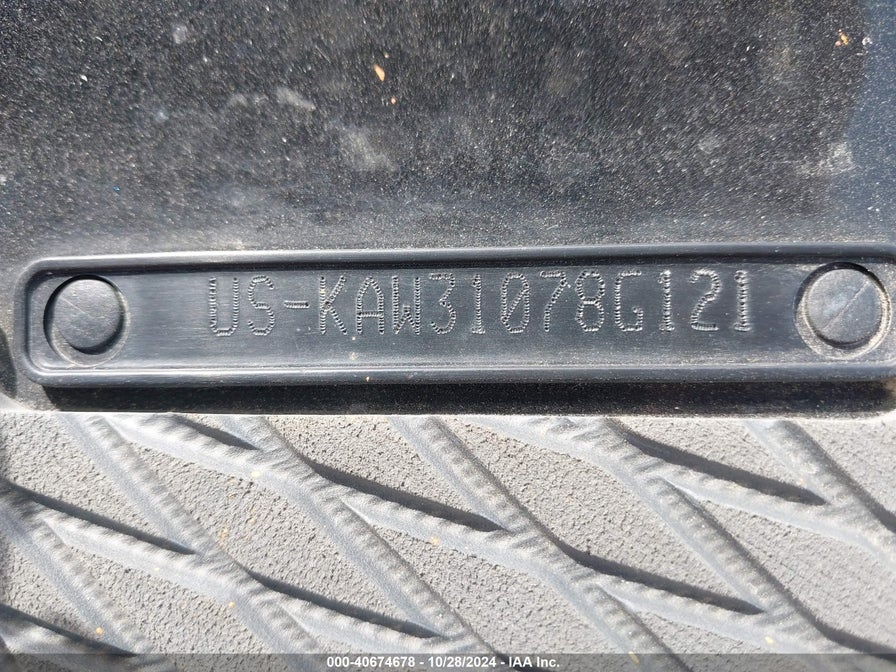 US-KAW31078G121
000-40674678 - 10/28/2024 - IAA Inc.